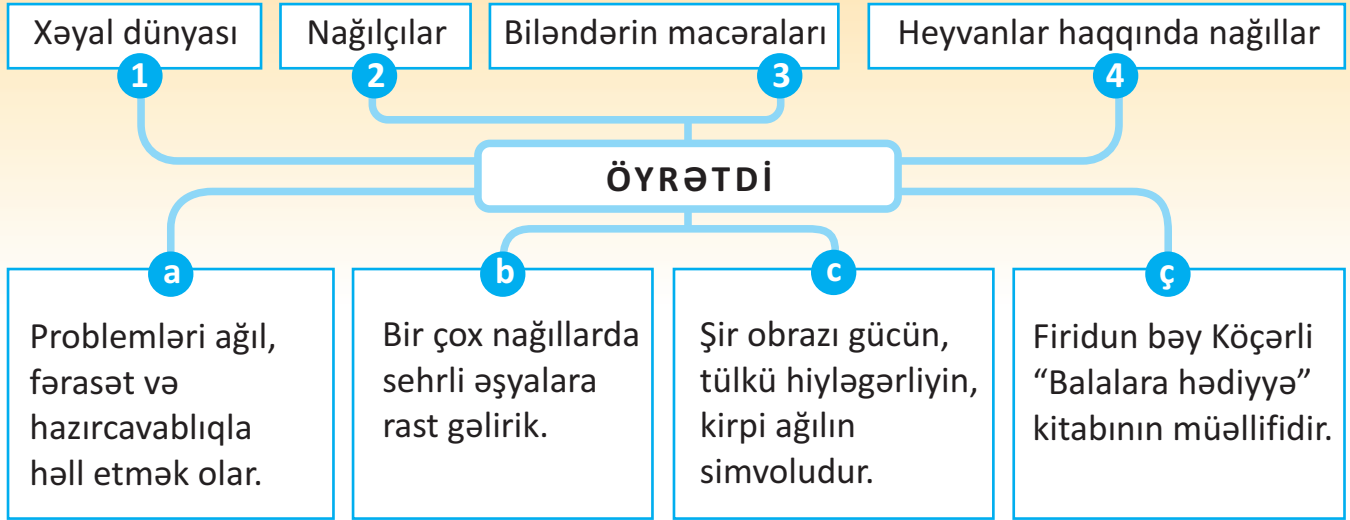 Xəyal dünyası
Nağılçılar
Biləndərin macəraları
Heyvanlar haqqında nağıllar
1
2
3
4
ÖYRƏTDİ
a
b
c
ç
Problemləri ağıl,
fərasət və
hazırcavablıqla
həll etmək olar.
Bir çox nağıllarda
sehrli əşyalara
rast gəlirik.
Şir obrazı gücün,
tülkü hiyləgərliyin,
kirpi ağılın
simvoludur.
Firidun bəy Köçərli
“Balalara hədiyyə”
kitabının müəllifidir.